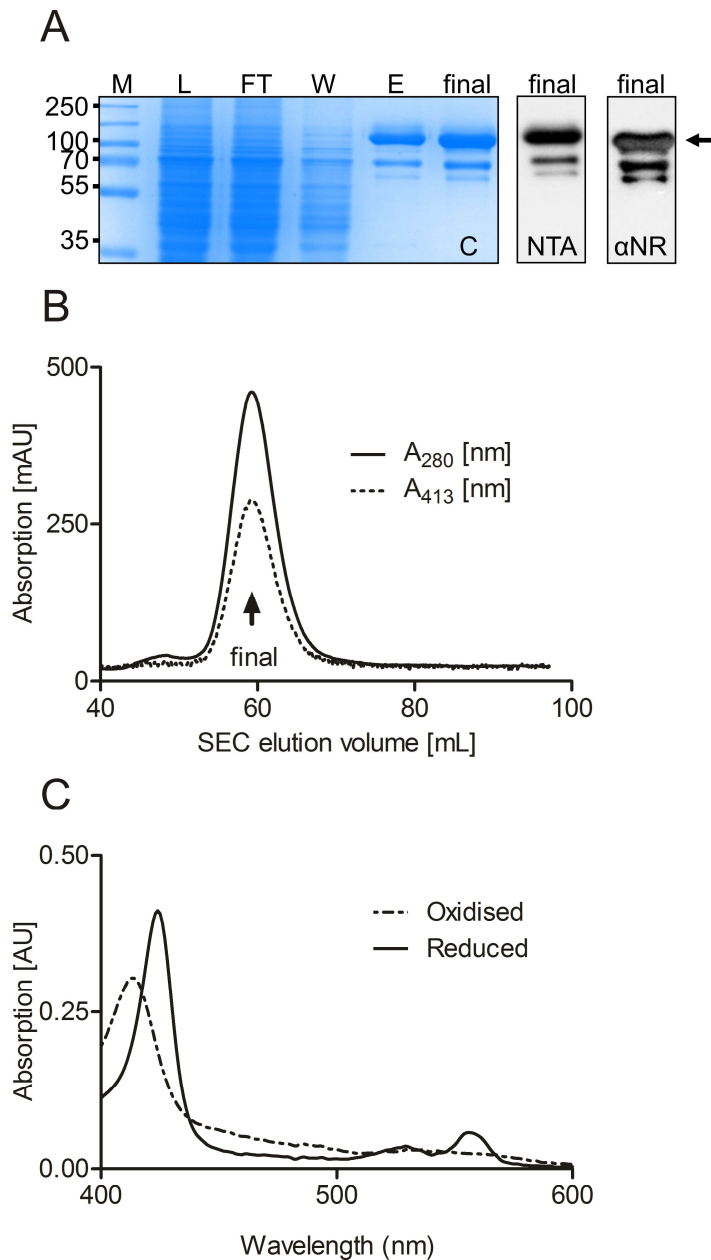 A
M L FT W E final final final
250
100
70
55
35
C NTA αNR
B
500
250
0
Absorption [mAU]
A280 [nm]
A413 [nm]
final
40 60 80 100
SEC elution volume [mL]
C
0.50
0.25
0.00
Absorption [AU]
Oxidised
Reduced
400 500 600
Wavelength (nm)